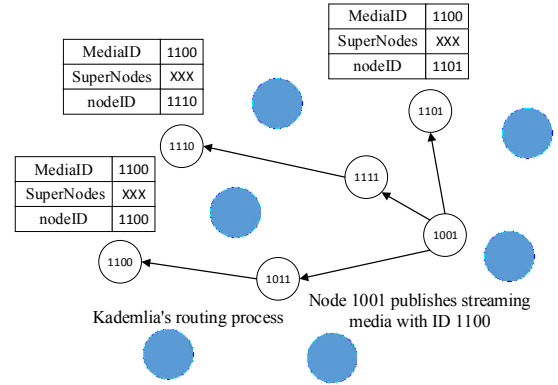 MediaID 1100
SuperNodes XXX
nodeID 1101
MediaID 1100
SuperNodes XXX
nodeID 1110
1101
1110
1111
MediaID 1100
SuperNodes XXX
nodeID 1100
1001
1100
1011
Kademlia's routing process
Node 1001 publishes streaming
media with ID 1100